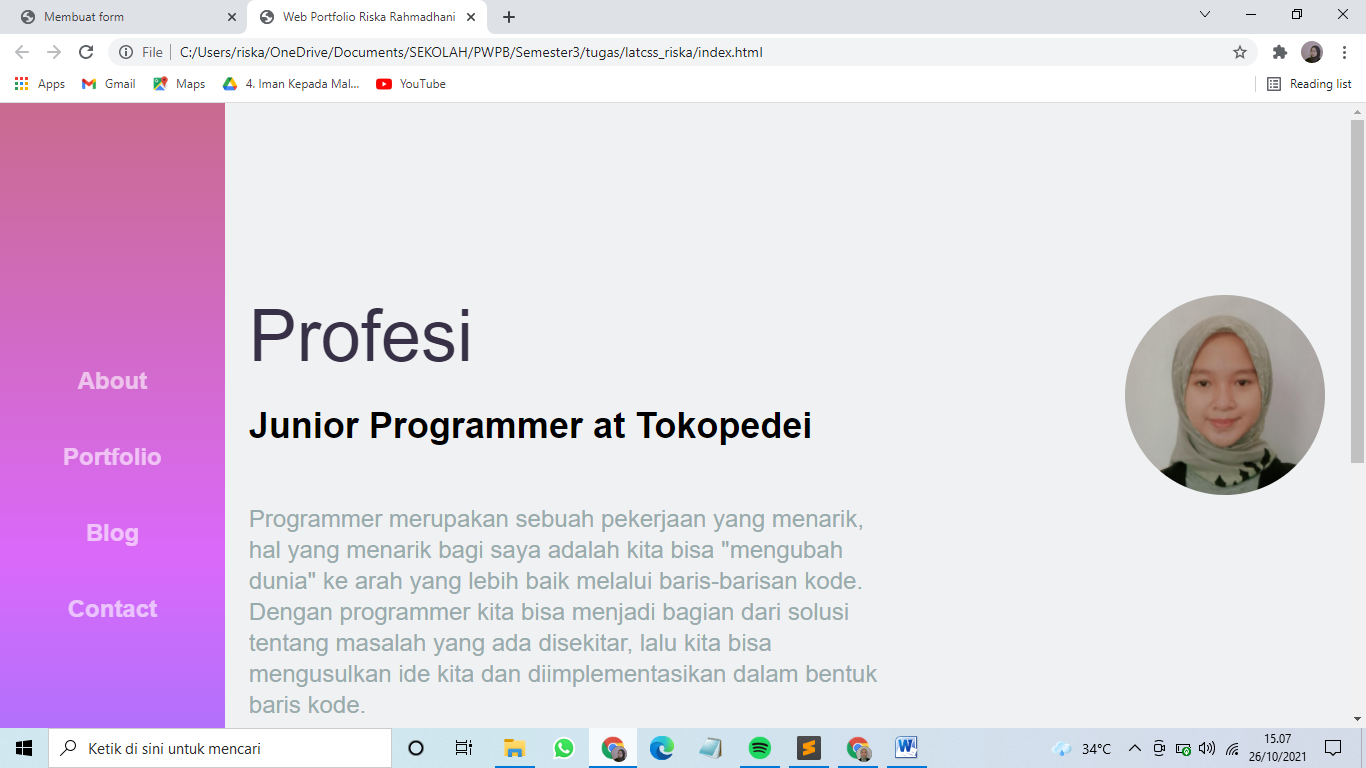 Membuat form
Web Portfolio Riska Rahmadhani
File
C:/Users/riska/OneDrive/Documents/SEKOLAH/PWPB/Semester3/tugas/latcss_riska/index.html
Apps
Gmail
Maps
4. Iman Kepada Mal...
YouTube
Reading list
About
Portfolio
Blog
Contact
Profesi
Junior Programmer at Tokopedei
Programmer merupakan sebuah pekerjaan yang menarik,
hal yang menarik bagi saya adalah kita bisa "mengubah
dunia" ke arah yang lebih baik melalui baris-barisan kode.
Dengan programmer kita bisa menjadi bagian dari solusi
tentang masalah yang ada disekitar, lalu kita bisa
mengusulkan ide kita dan diimplementasikan dalam bentuk
baris kode.
Ketik di sini untuk mencari
34°C
15.07
26/10/2021